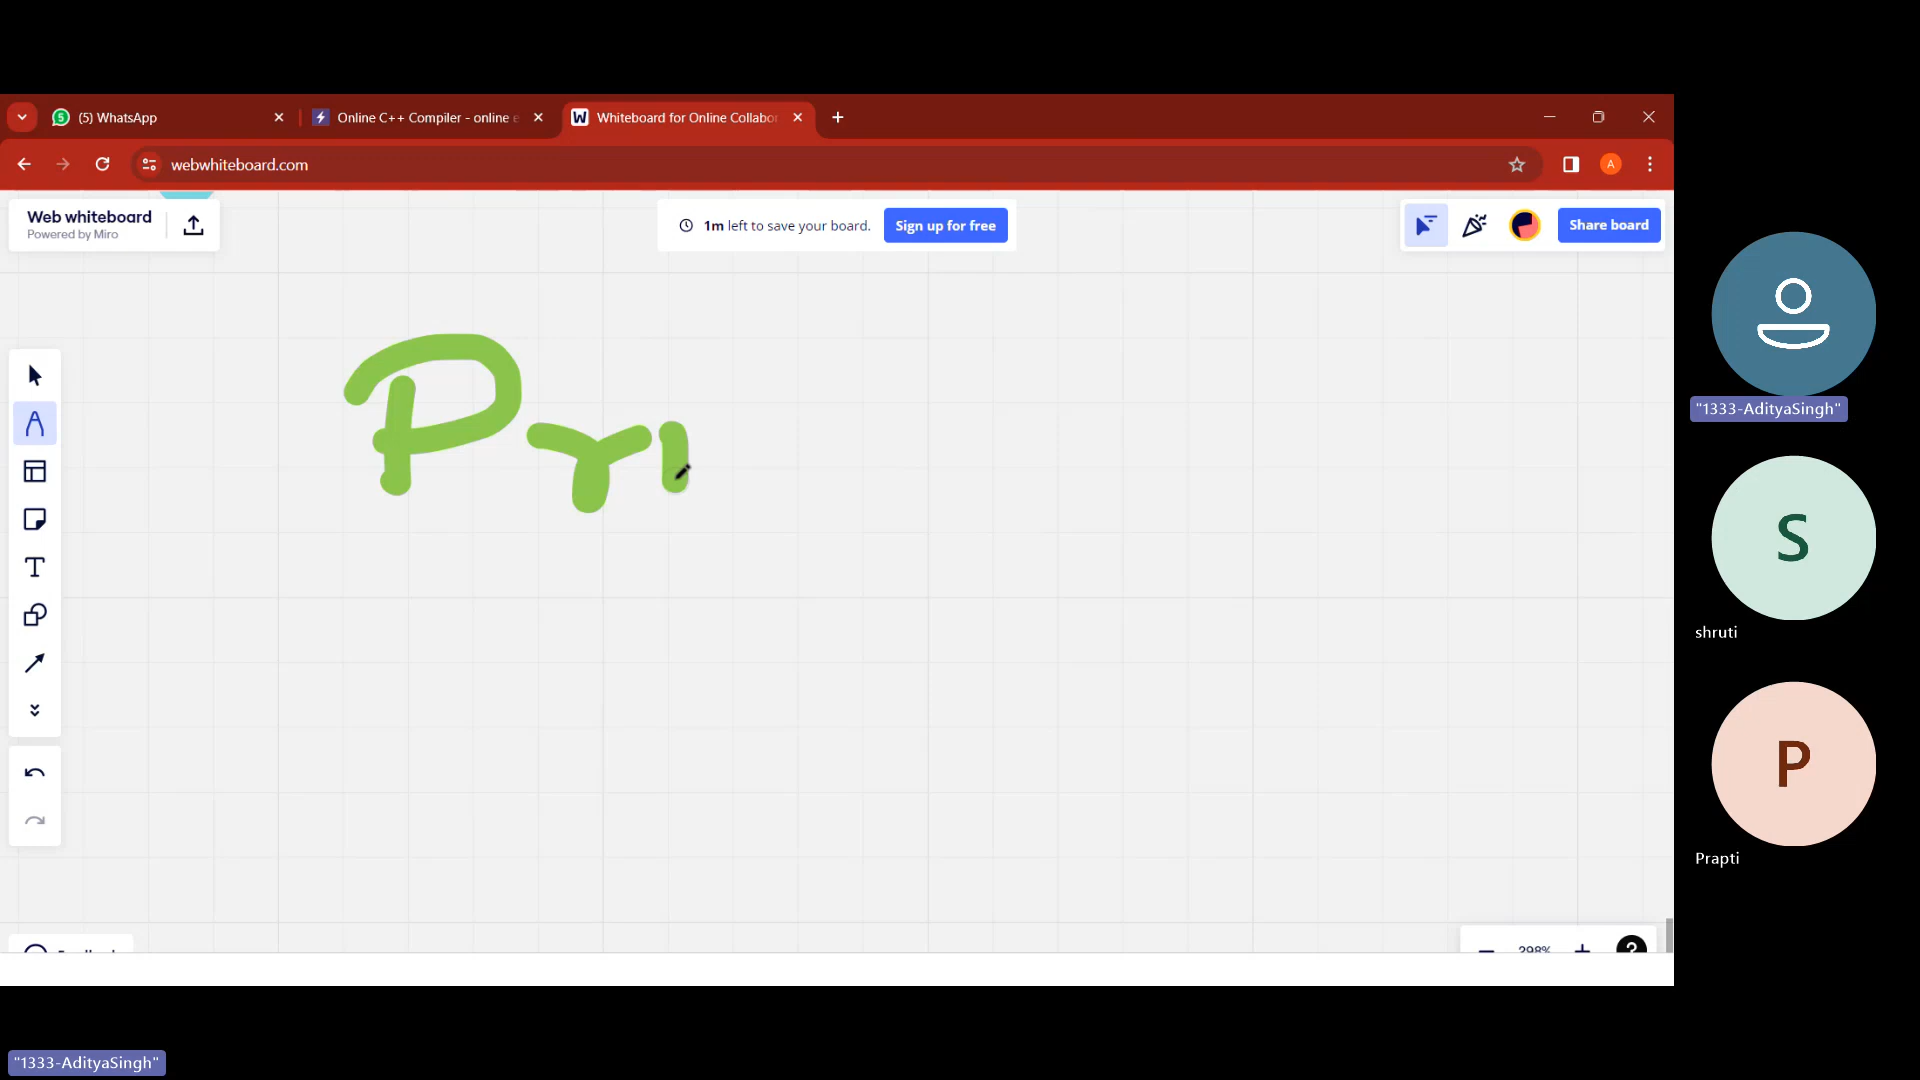 (5) WhatsApp
Online C++ Compiler - online e
Whiteboard for Online Collabor
webwhiteboard.com
A
Web whiteboard
Powered by Miro
1m left to save your board.
Sign up for free
Share board
Pri
"1333-AdityaSingh"
S
shruti
P
Prapti
298%
"1333-AdityaSingh"